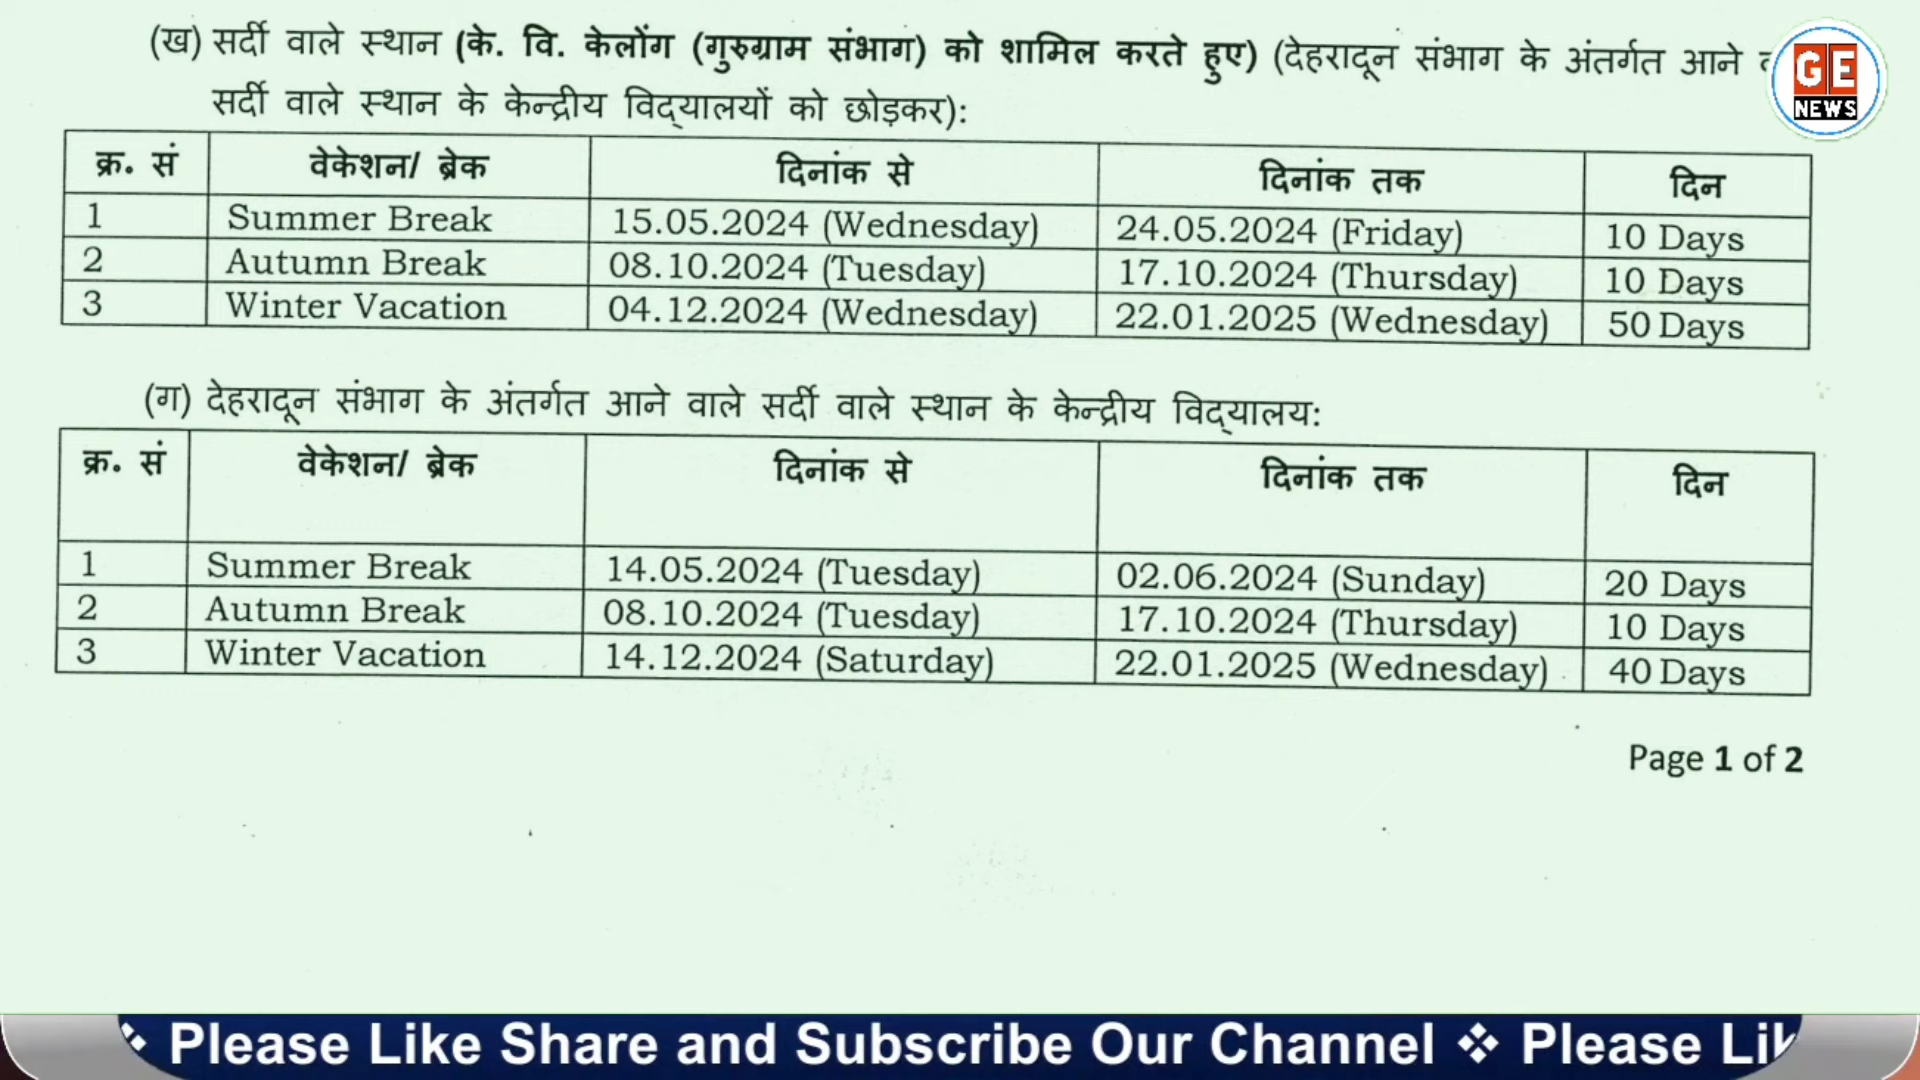 (ख) सर्दी वाले स्थान (के. वि. केलोंग (गुरुग्राम संभाग) को शामिल करते हुए) (देहरादून संभाग के अंतर्गत आने
सर्दी वाले स्थान के केन्द्रीय विद्यालयों को छोड़कर):
GE
NEWS
क्र. सं वेकेशन/ ब्रेक दिनांक से दिनांक तक दिन
1 Summer Break 15.05.2024 (Wednesday) 24.05.2024 (Friday) 10 Days
2 Autumn Break 08.10.2024 (Tuesday) 17.10.2024 (Thursday) 10 Days
3 Winter Vacation 04.12.2024 (Wednesday) 22.01.2025 (Wednesday) 50 Days
(ग) देहरादून संभाग के अंतर्गत आने वाले सर्दी वाले स्थान के केन्द्रीय विद्यालय:
क्र. सं वेकेशन/ ब्रेक दिनांक से दिनांक तक दिन
1 Summer Break 14.05.2024 (Tuesday) 02.06.2024 (Sunday) 20 Days
2 Autumn Break 08.10.2024 (Tuesday) 17.10.2024 (Thursday) 10 Days
3 Winter Vacation 14.12.2024 (Saturday) 22.01.2025 (Wednesday) 40 Days
Page 1 of 2
❖ Please Like Share and Subscribe Our Channel ❖ Please Lik